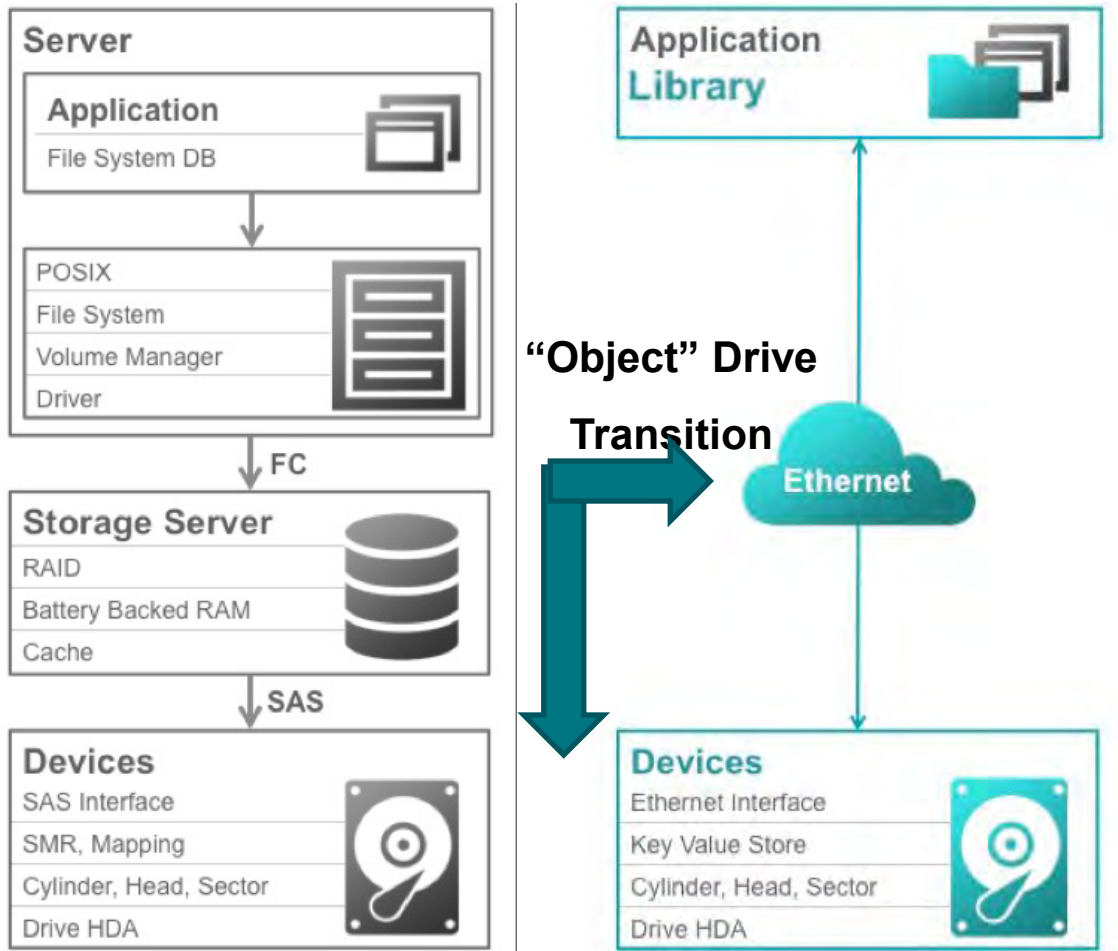 Server
Application
File System DB
POSIX
File System
Volume Manager
Driver
FC
Storage Server
RAID
Battery Backed RAM
Cache
SAS
Devices
SAS Interface
SMR, Mapping
Cylinder, Head, Sector
Drive HDA
“Object” Drive
Transition
Application
Library
Ethernet
Devices
Ethernet Interface
Key Value Store
Cylinder, Head, Sector
Drive HDA